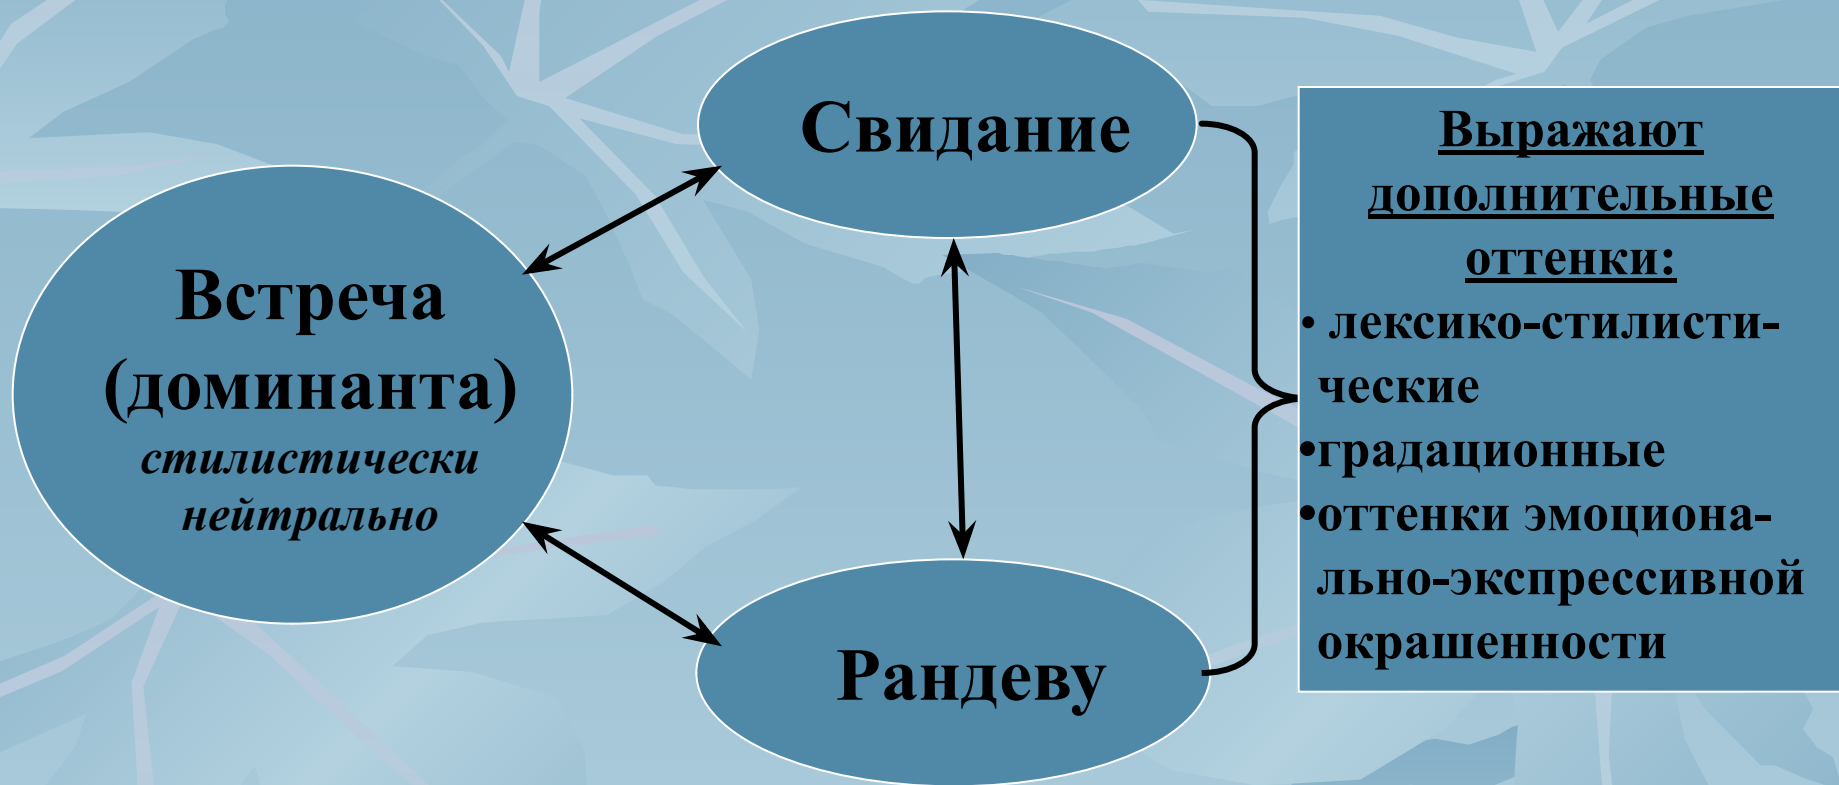 Свидание
Встреча
(доминанта)
стилистически
нейтрально
Рандеву
Выражают
дополнительные
оттенки:
• лексико-стилисти-
ческие
•градационные
•оттенки эмоциона-
льно-экспрессивной
окрашенности